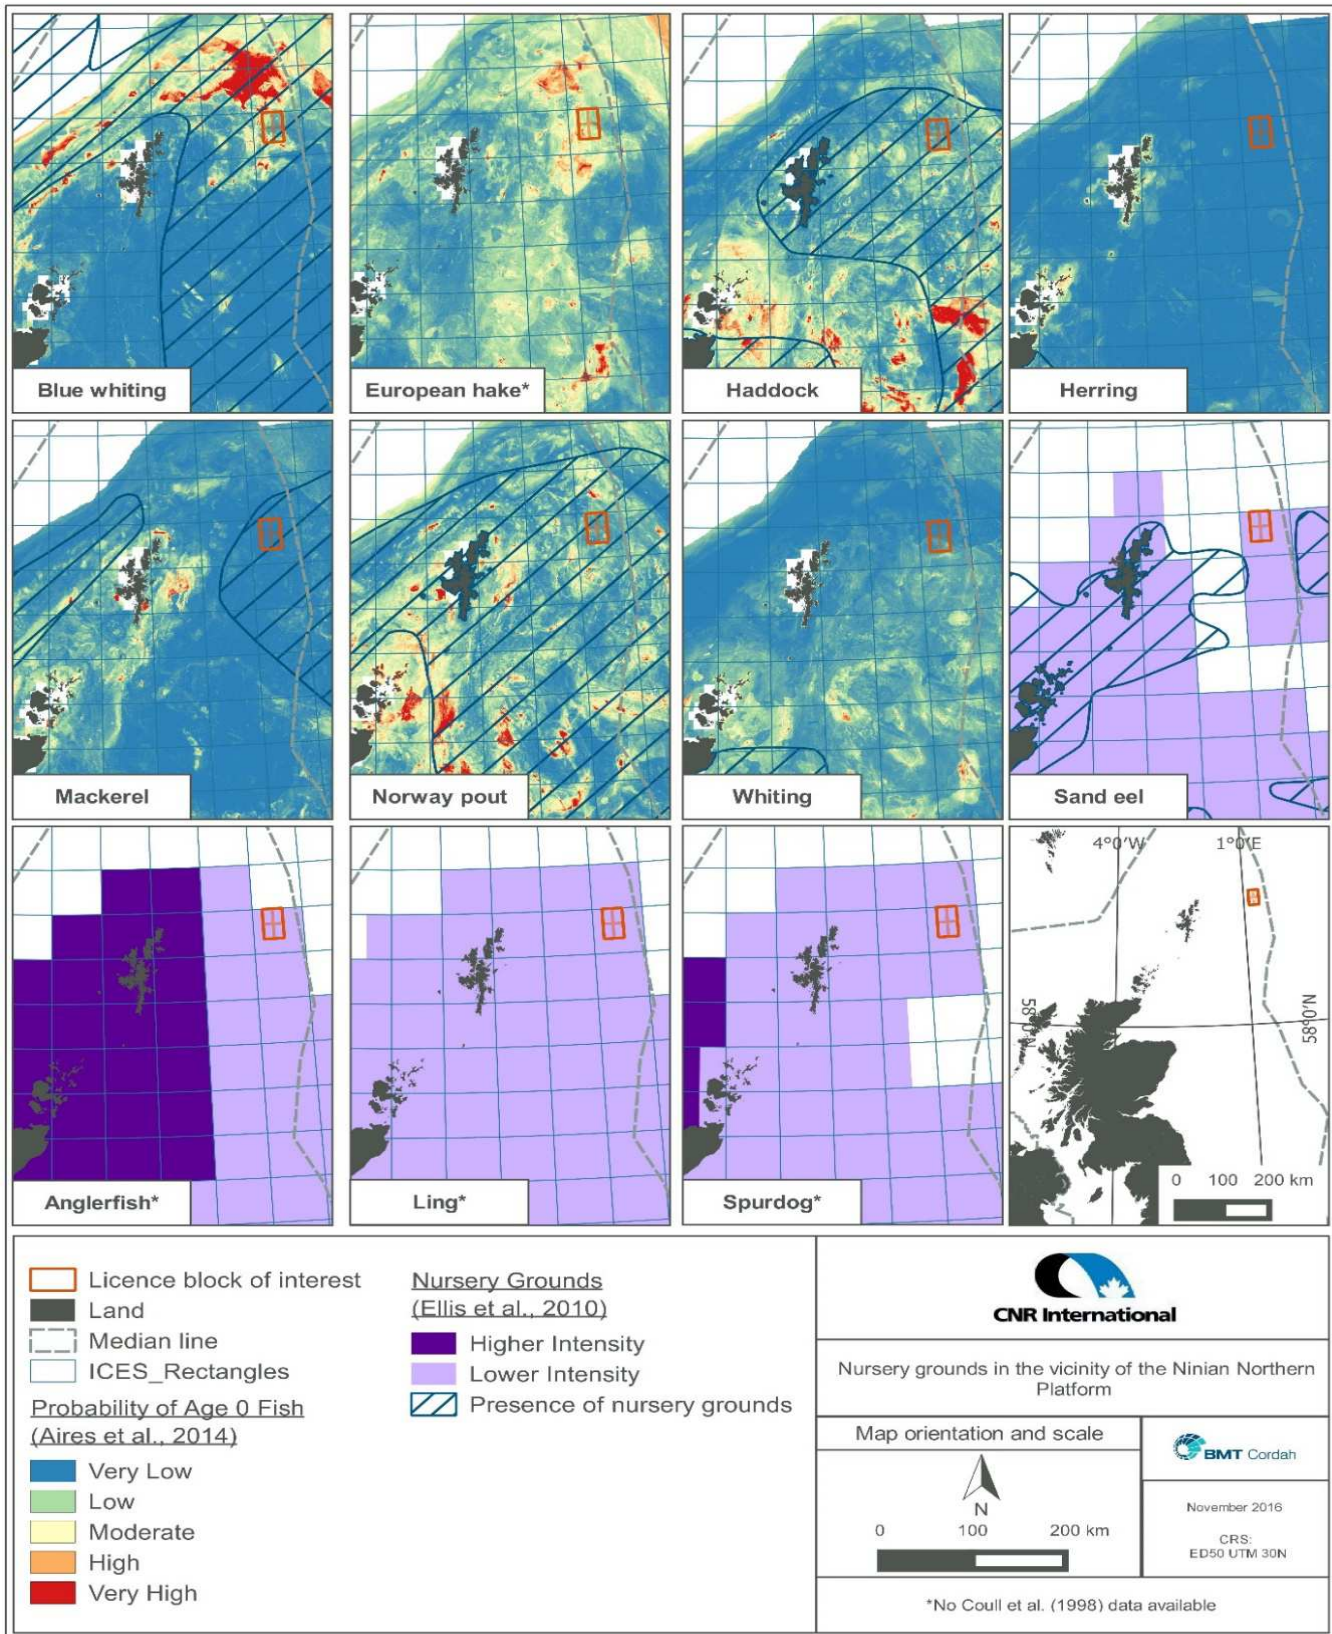 Blue whiting
European hake*
Haddock
Herring
Mackerel
Norway pout
Whiting
Sand eel
Anglerfish*
Ling*
Spurdog*
4°0'W
1°0'E
58°0'N
58°0'N
0 100 200 km
Licence block of interest
Land
Median line
ICES_Rectangles
Probability of Age 0 Fish
(Aires et al., 2014)
Very Low
Low
Moderate
High
Very High
Nursery Grounds
(Ellis et al., 2010)
Higher Intensity
Lower Intensity
Presence of nursery grounds
CNR International
Nursery grounds in the vicinity of the Ninian Northern
Platform
Map orientation and scale
N
0 100 200 km
BMT Cordah
November 2016
CRS:
ED50 UTM 30N
*No Coull et al. (1998) data available